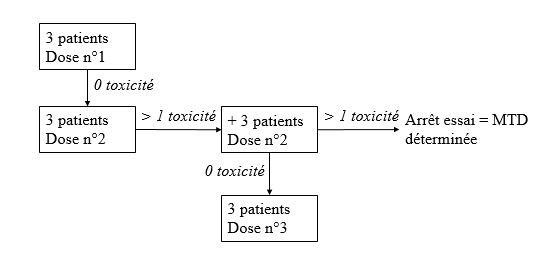 3 patients
Dose n°1
0 toxicité
3 patients
Dose n°2
> 1 toxicité
+ 3 patients
Dose n°2
> 1 toxicité
Arrêt essai = MTD
déterminée
0 toxicité
3 patients
Dose n°3